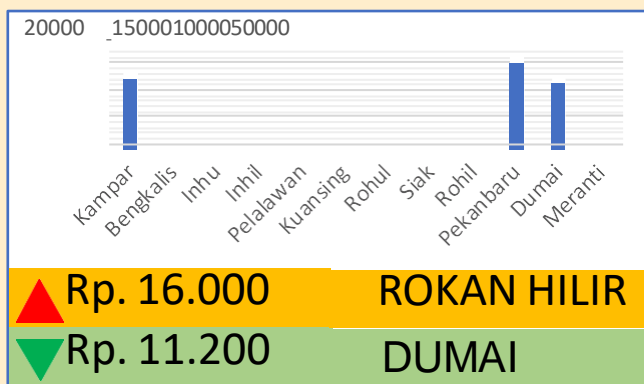 20000 150001000050000
Kampar
Bengkalis
Inhu
Inhil
Pelalawan
Kuansing
Rohul
Siak
Rohil
Pekanbaru
Dumai
Meranti
Rp. 16.000 ROKAN HILIR
Rp. 11.200 DUMAI